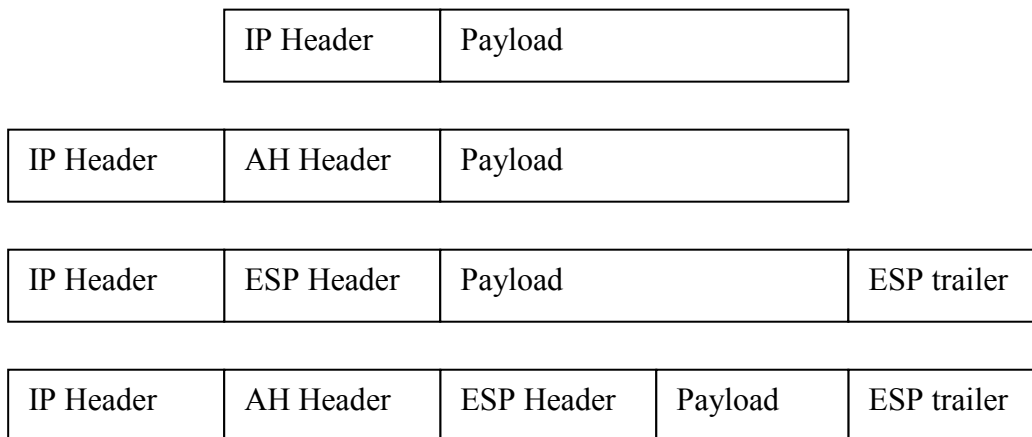 IP Header Payload
IP Header AH Header Payload
IP Header ESP Header Payload ESP trailer
IP Header AH Header ESP Header Payload ESP trailer